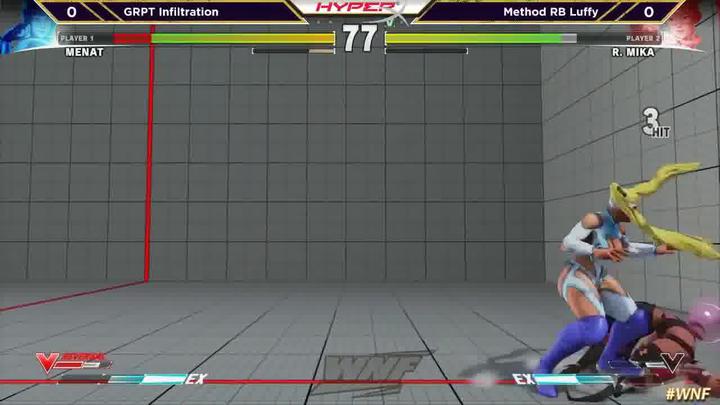 0 GRPT Infiltration HYPER Method RB Luffy 0
PLAYER 1 77 PLAYER 2
MENAT R. MIKA
3
HIT
EX EX
WNF
#WNF